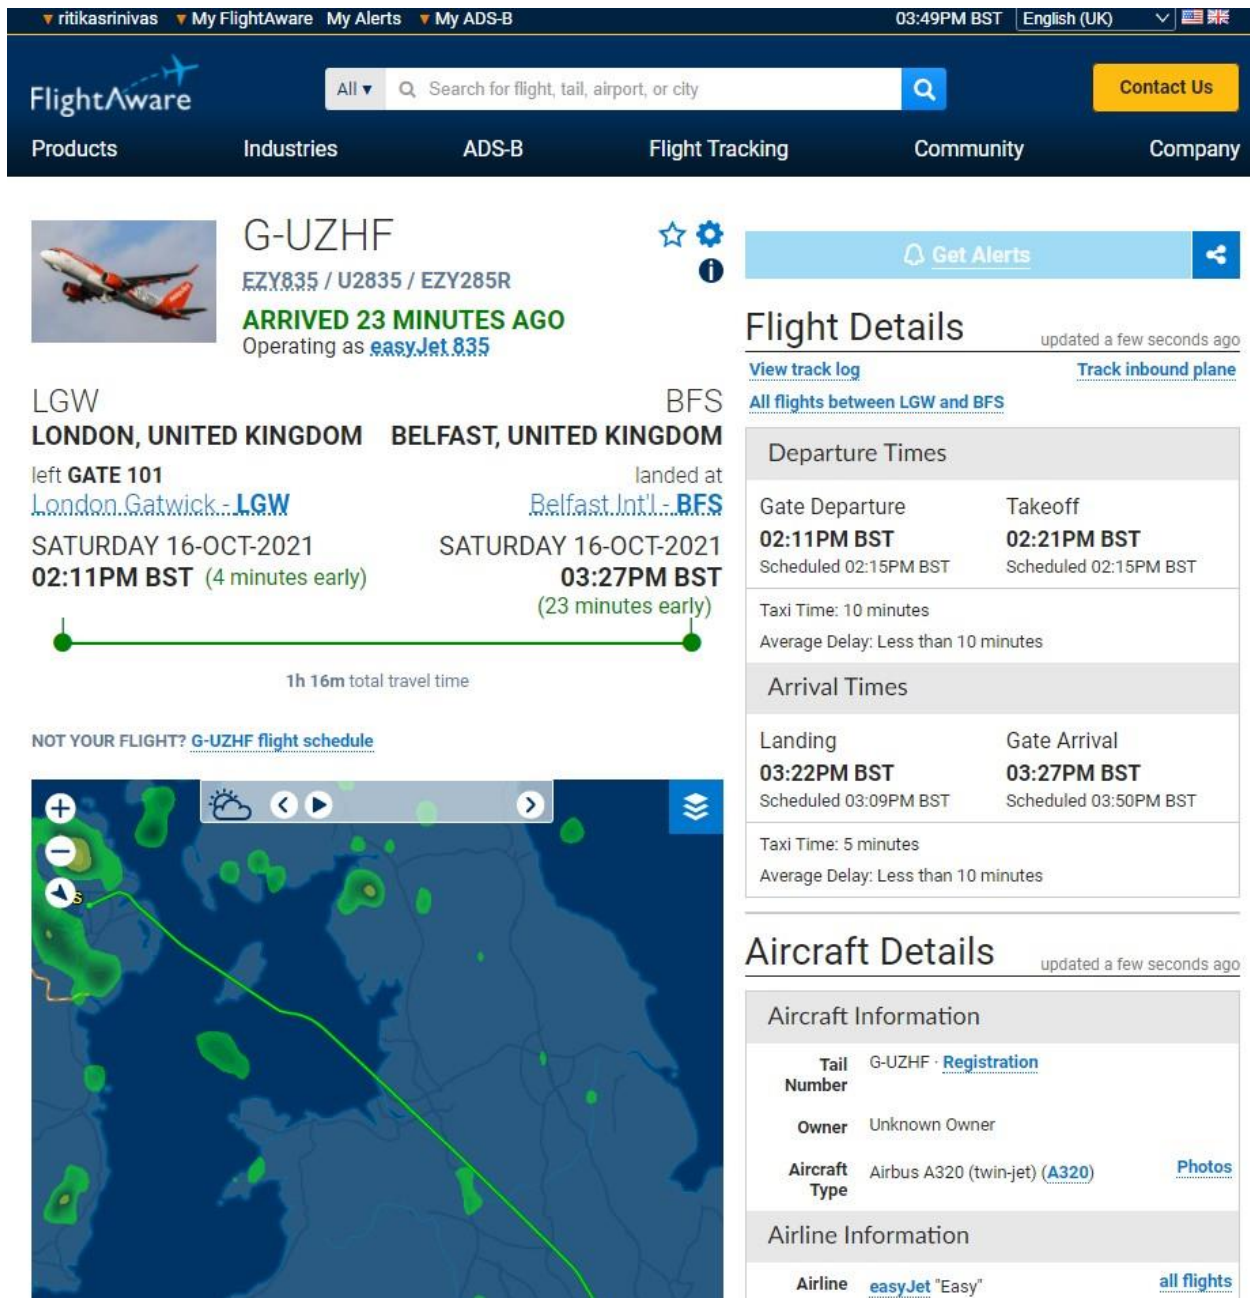 ▼ ritikasrinivas ▼ My FlightAware My Alerts ▼ My ADS-B 03:49PM BST English (UK)
FlightAware All ▼ Search for flight, tail, airport, or city Contact Us
Products Industries ADS-B Flight Tracking Community Company
G-UZHF
EZY835 / U2835 / EZY285R
ARRIVED 23 MINUTES AGO
Operating as easyJet 835
LGW BFS
LONDON, UNITED KINGDOM BELFAST, UNITED KINGDOM
left GATE 101 landed at
London Gatwick - LGW Belfast Int'l - BFS
SATURDAY 16-OCT-2021 SATURDAY 16-OCT-2021
02:11PM BST (4 minutes early) 03:27PM BST
(23 minutes early)
1h 16m total travel time
NOT YOUR FLIGHT? G-UZHF flight schedule
Get Alerts
Flight Details updated a few seconds ago
View track log Track inbound plane
All flights between LGW and BFS
Departure Times
Gate Departure Takeoff
02:11PM BST 02:21PM BST
Scheduled 02:15PM BST Scheduled 02:15PM BST
Taxi Time: 10 minutes
Average Delay: Less than 10 minutes
Arrival Times
Landing Gate Arrival
03:22PM BST 03:27PM BST
Scheduled 03:09PM BST Scheduled 03:50PM BST
Taxi Time: 5 minutes
Average Delay: Less than 10 minutes
Aircraft Details updated a few seconds ago
Aircraft Information
Tail G-UZHF · Registration
Number
Owner Unknown Owner
Aircraft Airbus A320 (twin-jet) (A320) Photos
Type
Airline Information
Airline easyJet "Easy" all flights